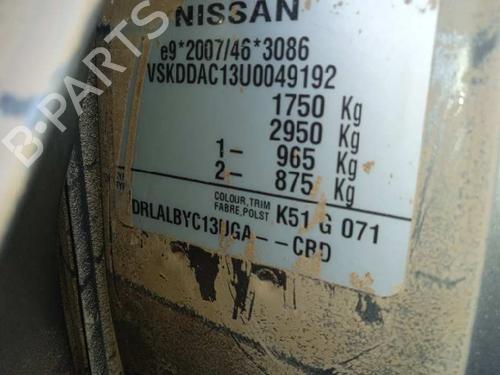 NISSAN
e9*2007/46*3086
VSKDDAC13U0049192
1750 Kg
2950 Kg
1- 965 Kg
2- 875 Kg
COLOUR,TRIM
FABRE,POLST K51 G 071
DRLALBYC13UGA--CBD
B-PARTS